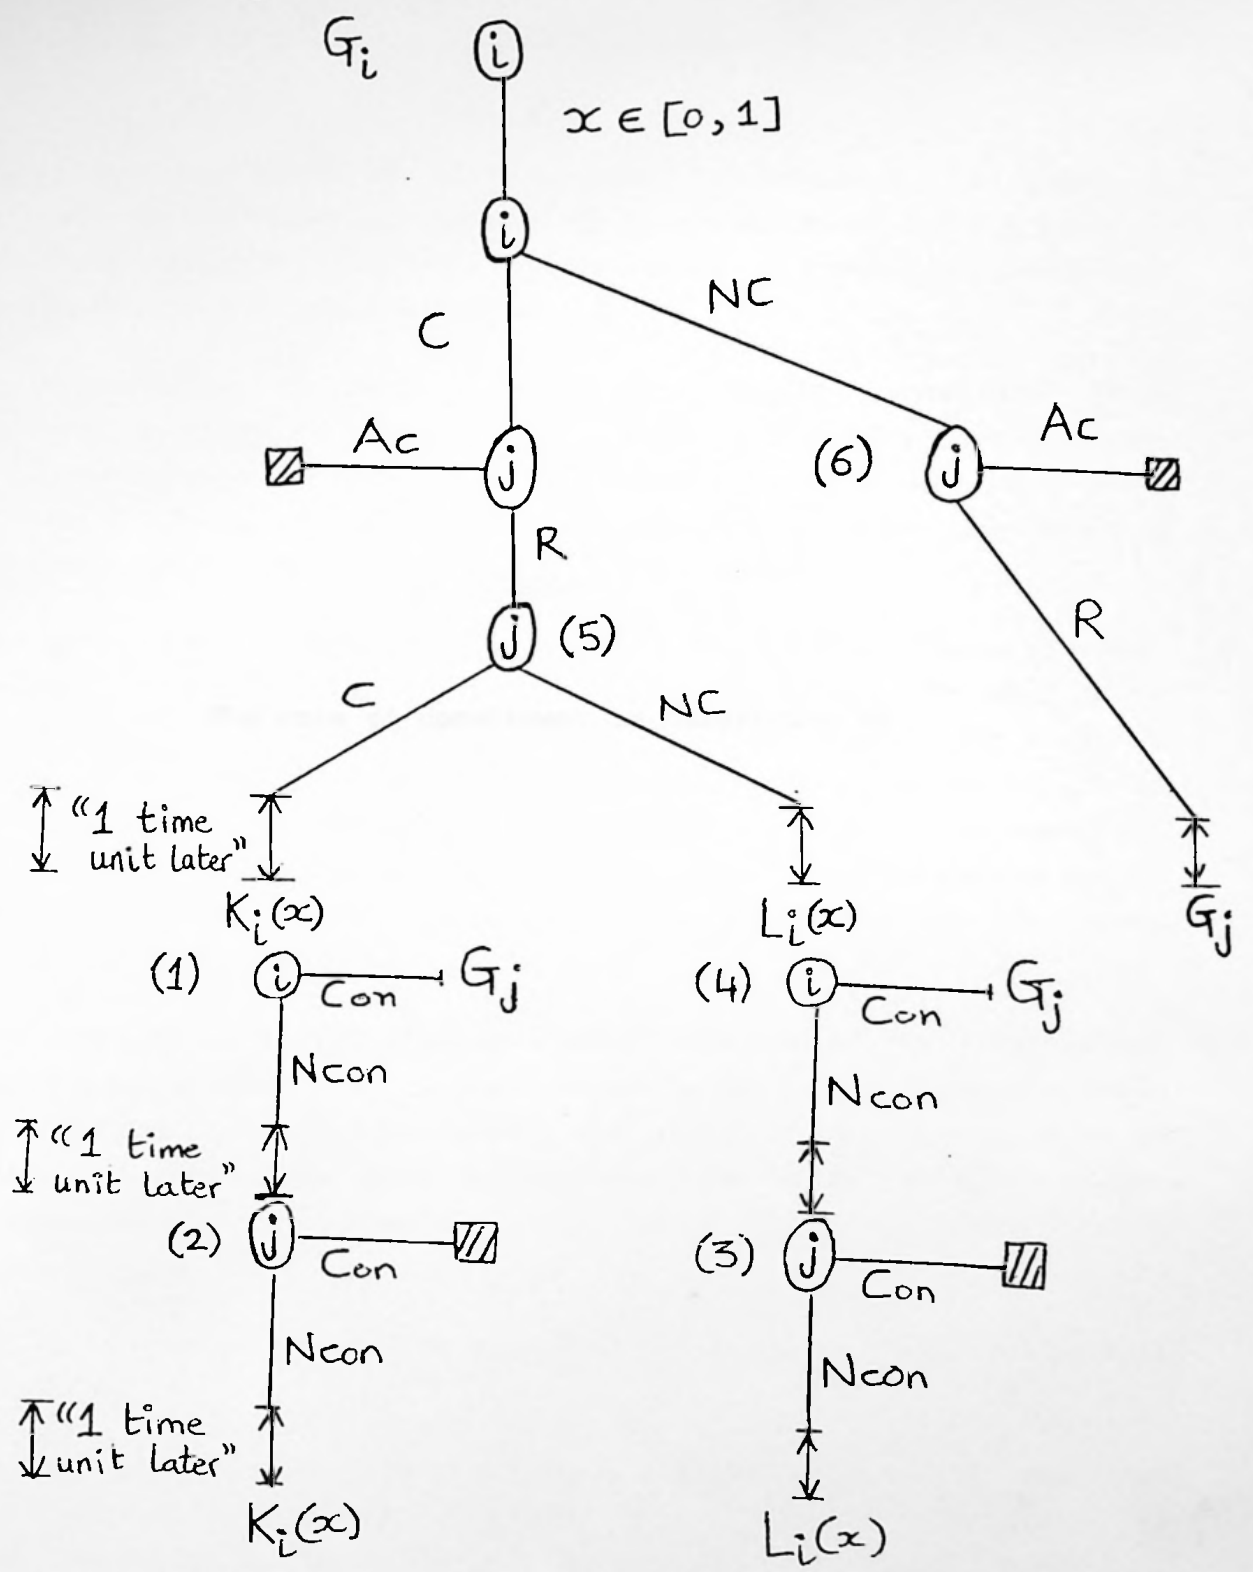 G_i
i
x ∈ [0, 1]
i
C
NC
Ac
j
(6)
j
Ac
R
R
j
(5)
C
NC
“1 time
unit later”
K_i(x)
L_i(x)
G_j
(1)
i
Con
G_j
(4)
i
Con
G_j
Ncon
Ncon
“1 time
unit later”
(2)
j
Con
(3)
j
Con
Ncon
Ncon
“1 time
unit later”
K_i(x)
L_i(x)